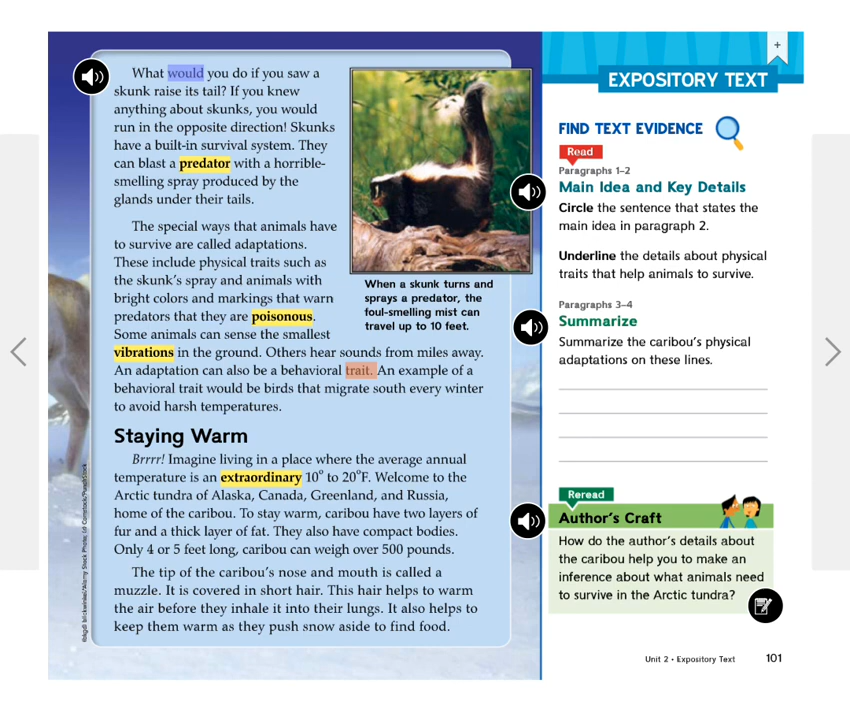 What would you do if you saw a
skunk raise its tail? If you knew
anything about skunks, you would
run in the opposite direction! Skunks
have a built-in survival system. They
can blast a predator with a horrible-
smelling spray produced by the
glands under their tails.
The special ways that animals have
to survive are called adaptations.
These include physical traits such as
the skunk's spray and animals with
bright colors and markings that warn
predators that they are poisonous.
Some animals can sense the smallest
vibrations in the ground. Others hear sounds from miles away.
An adaptation can also be a behavioral trait. An example of a
behavioral trait would be birds that migrate south every winter
to avoid harsh temperatures.
When a skunk turns and
sprays a predator, the
foul-smelling mist can
travel up to 10 feet.
Staying Warm
Brrrr! Imagine living in a place where the average annual
temperature is an extraordinary 10° to 20°F. Welcome to the
Arctic tundra of Alaska, Canada, Greenland, and Russia,
home of the caribou. To stay warm, caribou have two layers of
fur and a thick layer of fat. They also have compact bodies.
Only 4 or 5 feet long, caribou can weigh over 500 pounds.
The tip of the caribou's nose and mouth is called a
muzzle. It is covered in short hair. This hair helps to warm
the air before they inhale it into their lungs. It also helps to
keep them warm as they push snow aside to find food.
+
EXPOSITORY TEXT
FIND TEXT EVIDENCE
Read
Paragraphs 1–2
Main Idea and Key Details
Circle the sentence that states the
main idea in paragraph 2.
Underline the details about physical
traits that help animals to survive.
Paragraphs 3–4
Summarize
Summarize the caribou's physical
adaptations on these lines.
Reread
Author's Craft
How do the author's details about
the caribou help you to make an
inference about what animals need
to survive in the Arctic tundra?
Unit 2 • Expository Text 101